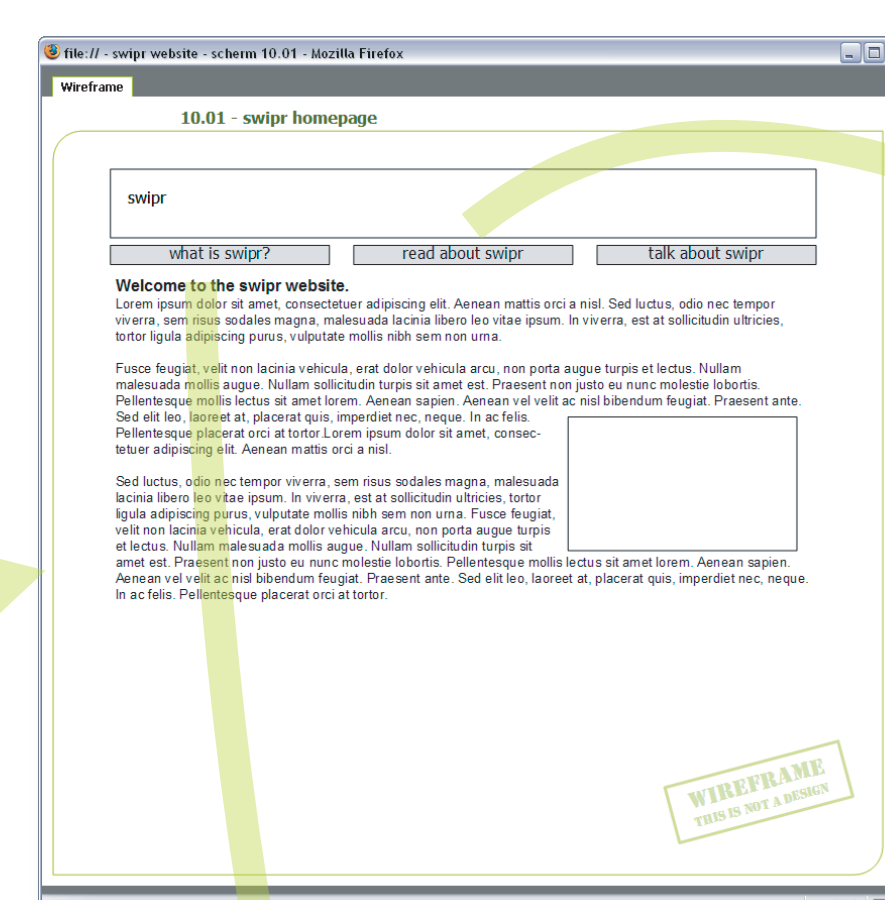 file:// - swipr website - scherm 10.01 - Mozilla Firefox
Wireframe
10.01 - swipr homepage
swipr
what is swipr?
read about swipr
talk about swipr
Welcome to the swipr website.
Lorem ipsum dolor sit amet, consectetuer adipiscing elit. Aenean mattis orci a nisl. Sed luctus, odio nec tempor
viverra, sem risus sodales magna, malesuada lacinia libero leo vitae ipsum. In viverra, est at sollicitudin ultricies,
tortor ligula adipiscing purus, vulputate mollis nibh sem non urna.
Fusce feugiat, velit non lacinia vehicula, erat dolor vehicula arcu, non porta augue turpis et lectus. Nullam
malesuada mollis augue. Nullam sollicitudin turpis sit amet est. Praesent non justo eu nunc molestie lobortis.
Pellentesque mollis lectus sit amet lorem. Aenean sapien. Aenean vel velit ac nisl bibendum feugiat. Praesent ante.
Sed elit leo, laoreet at, placerat quis, imperdiet nec, neque. In ac felis.
Pellentesque placerat orci at tortor.Lorem ipsum dolor sit amet, consec-
tetuer adipiscing elit. Aenean mattis orci a nisl.
Sed luctus, odio nec tempor viverra, sem risus sodales magna, malesuada
lacinia libero leo vitae ipsum. In viverra, est at sollicitudin ultricies, tortor
ligula adipiscing purus, vulputate mollis nibh sem non urna. Fusce feugiat,
velit non lacinia vehicula, erat dolor vehicula arcu, non porta augue turpis
et lectus. Nullam malesuada mollis augue. Nullam sollicitudin turpis sit
amet est. Praesent non justo eu nunc molestie lobortis. Pellentesque mollis lectus sit amet lorem. Aenean sapien.
Aenean vel velit ac nisl bibendum feugiat. Praesent ante. Sed elit leo, laoreet at, placerat quis, imperdiet nec, neque.
In ac felis. Pellentesque placerat orci at tortor.
WIREFRAME
THIS IS NOT A DESIGN